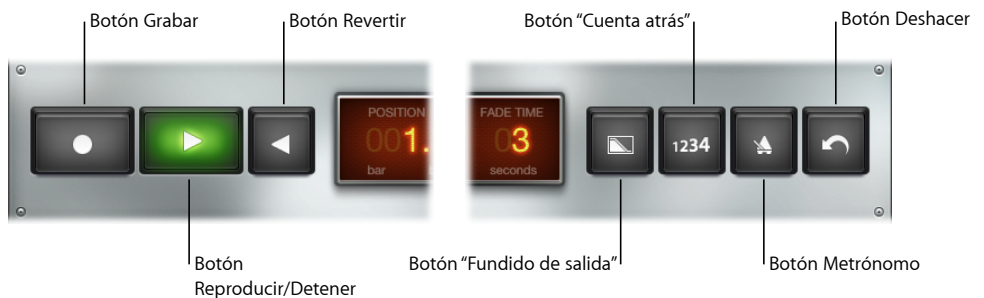 Botón Grabar
Botón Revertir
Botón “Cuenta atrás”
Botón Deshacer
POSITION
001.
bar
FADE TIME
03
seconds
1234
Botón
Reproducir/Detener
Botón “Fundido de salida”
Botón Metrónomo